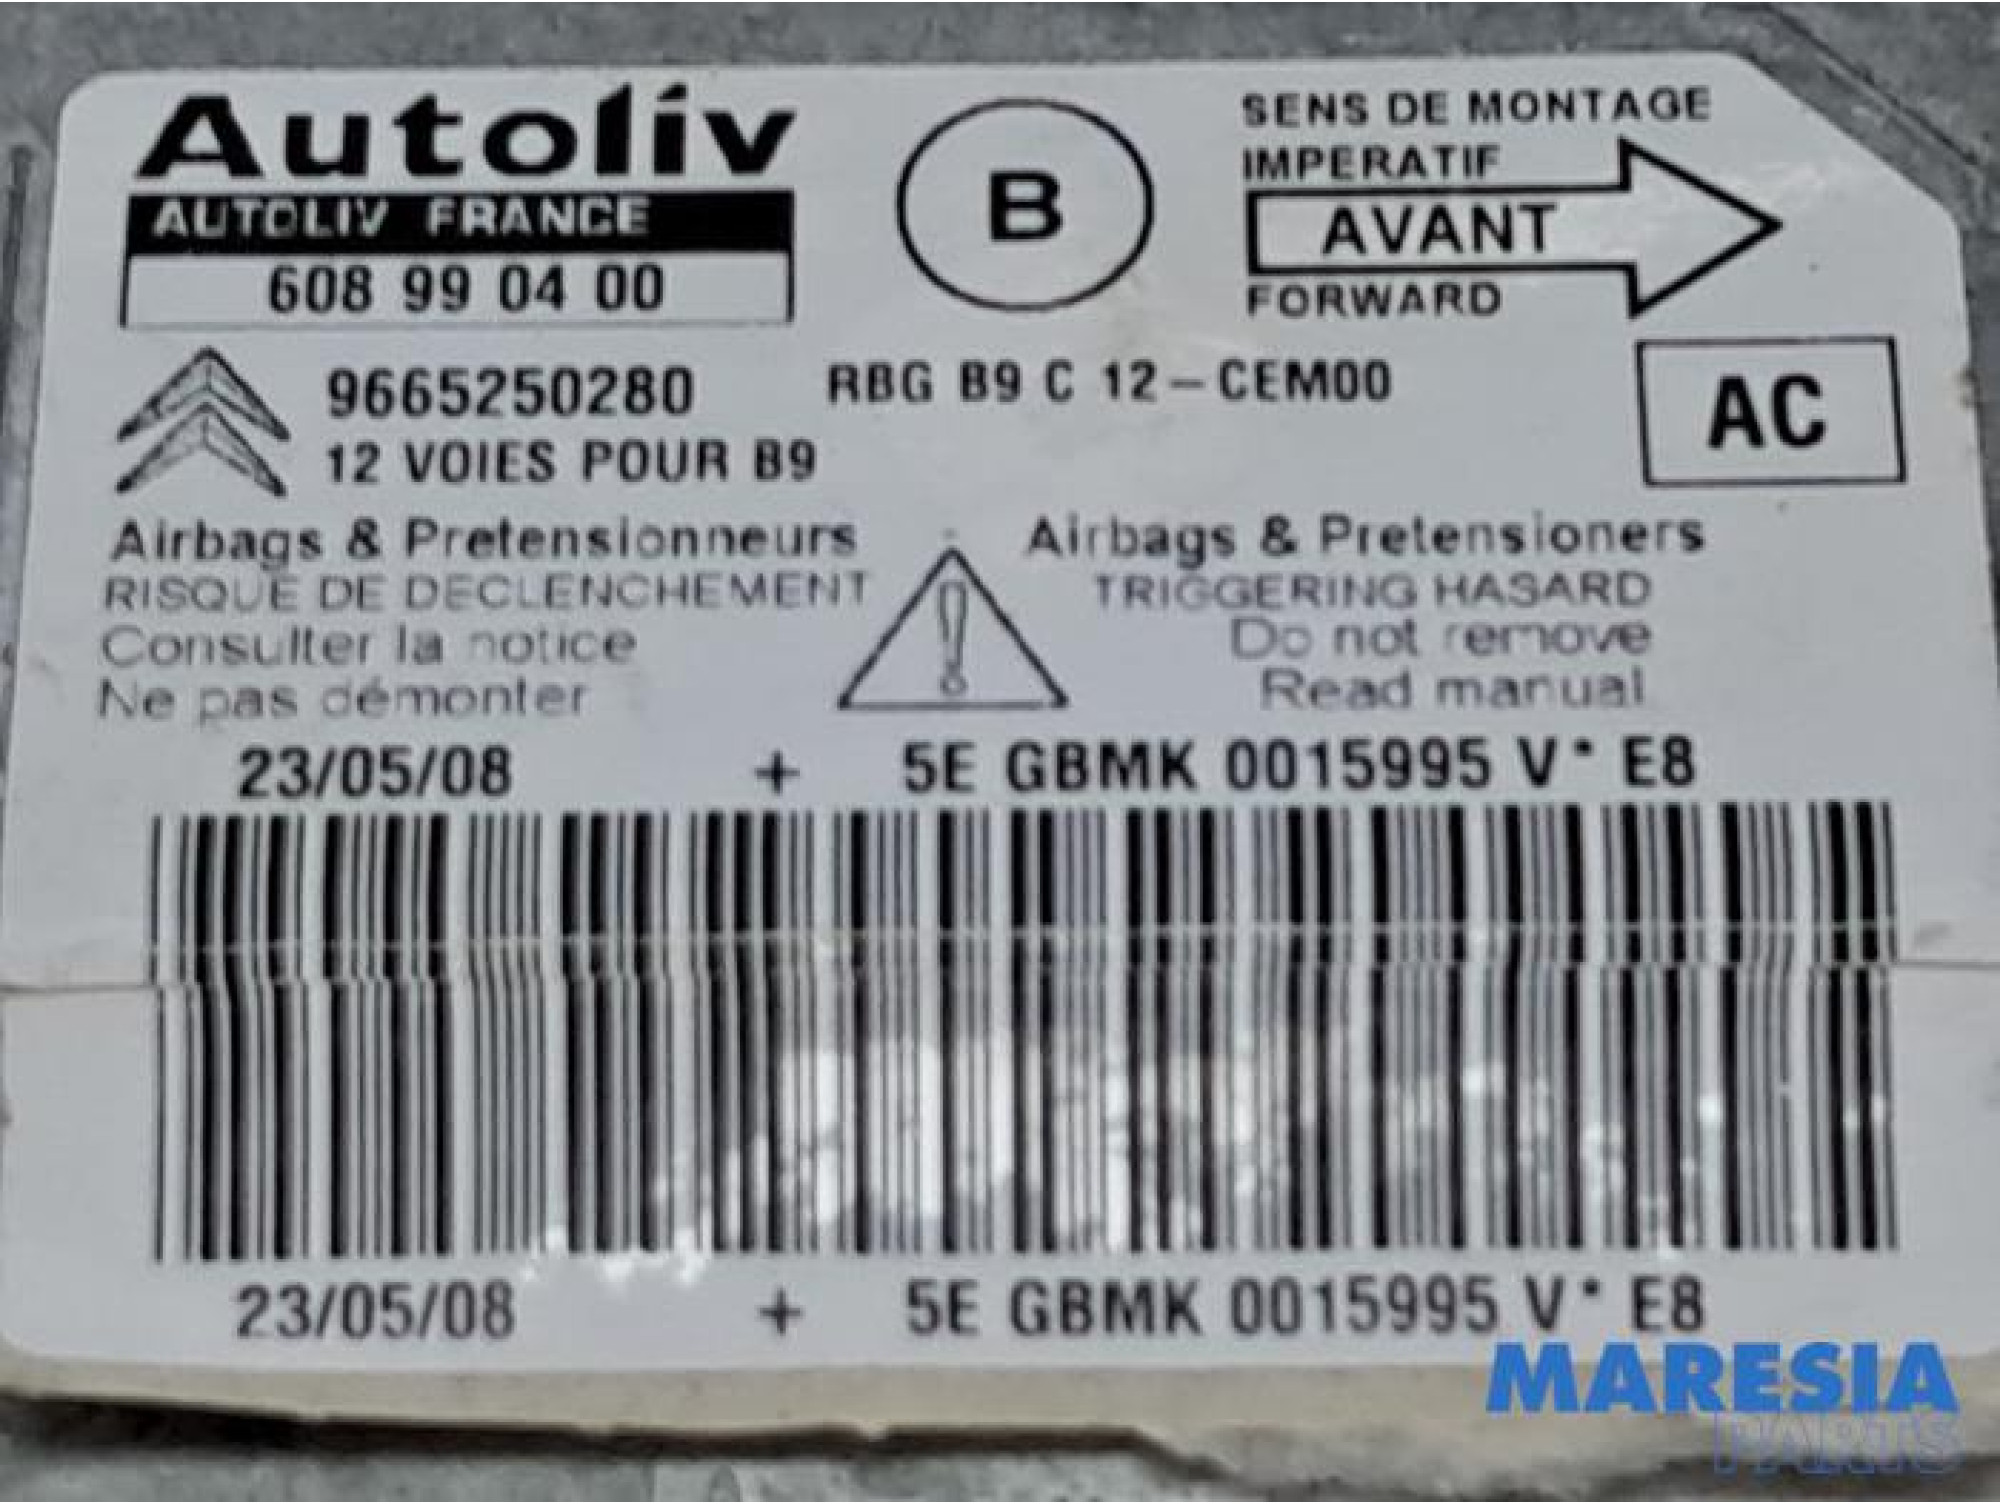 Autoliv
AUTOLIV FRANCE
608 99 04 00
B
SENS DE MONTAGE
IMPERATIF
AVANT
FORWARD
9665250280
RBG B9 C 12-CEM00
12 VOIES POUR B9
AC
Airbags & Pretensionneurs
RISQUE DE DECLENCHEMENT
Consulter la notice
Ne pas démonter
Airbags & Pretensioners
TRIGGERING HASARD
Do not remove
Read manual
23/05/08 + 5E GBMK 0015995 V* E8
23/05/08 + 5E GBMK 0015995 V* E8
MARESIA
PARTS